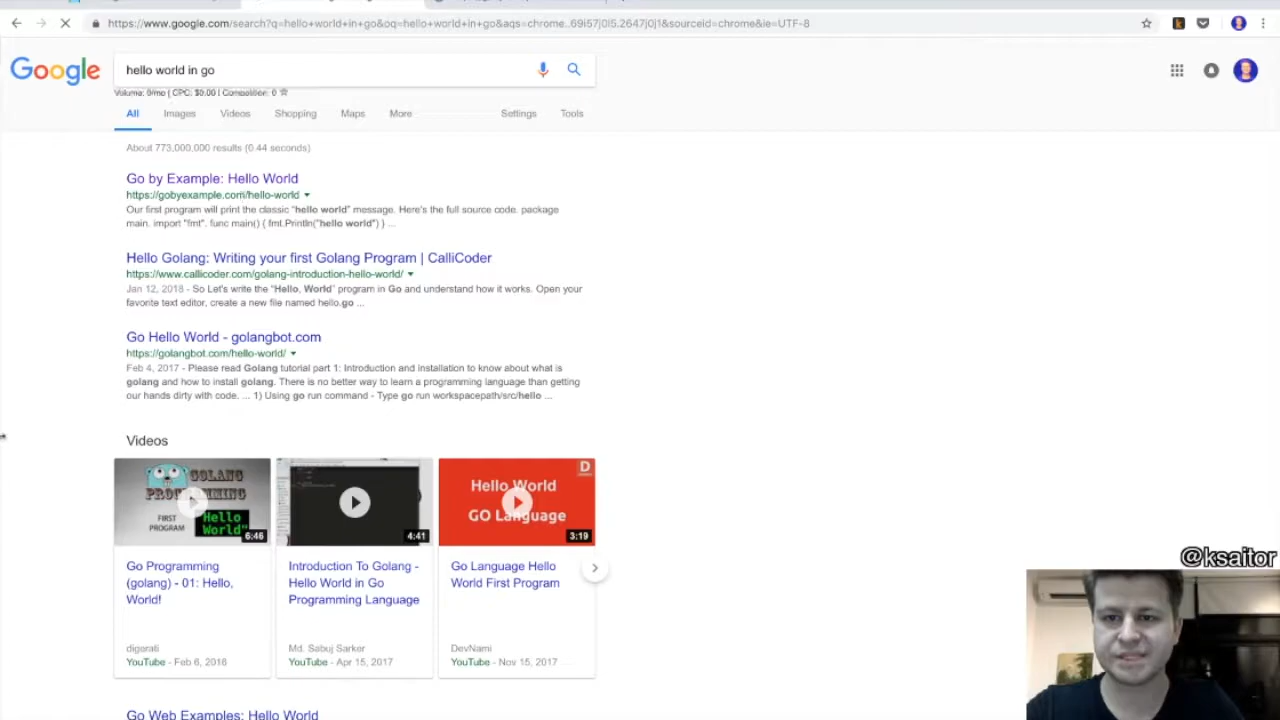 https://www.google.com/search?q=hello+world+in+go&oq=hello+world+in+go&aqs=chrome..69i57j0l5.2647j0j1&sourceid=chrome&ie=UTF-8
Google
hello world in go
Volume: 0/mo | CPC: $0.00 | Competition: 0 ☆
All Images Videos Shopping Maps More Settings Tools
About 773,000,000 results (0.44 seconds)
Go by Example: Hello World
https://gobyexample.com/hello-world
Our first program will print the classic "hello world" message. Here's the full source code. package
main. import "fmt". func main() { fmt.Println("hello world") } ...
Hello Golang: Writing your first Golang Program | CalliCoder
https://www.callicoder.com/golang-introduction-hello-world/
Jan 12, 2018 - So Let's write the "Hello, World" program in Go and understand how it works. Open your
favorite text editor, create a new file named hello.go ...
Go Hello World - golangbot.com
https://golangbot.com/hello-world/
Feb 4, 2017 - Please read Golang tutorial part 1: Introduction and installation to know about what is
golang and how to install golang. There is no better way to learn a programming language than getting
our hands dirty with code. ... 1) Using go run command - Type go run workspacepath/src/hello ...
Videos
GOLANG
PROGRAMMING
FIRST
PROGRAM
Hello
World"
6:46
4:41
D
Hello World
GO Language
3:19
Go Programming
(golang) - 01: Hello,
World!
digerati
YouTube - Feb 6, 2016
Introduction To Golang -
Hello World in Go
Programming Language
Md. Sabuj Sarker
YouTube - Apr 15, 2017
Go Language Hello
World First Program
DevNami
YouTube - Nov 15, 2017
Go Web Examples: Hello World
@ksaitor